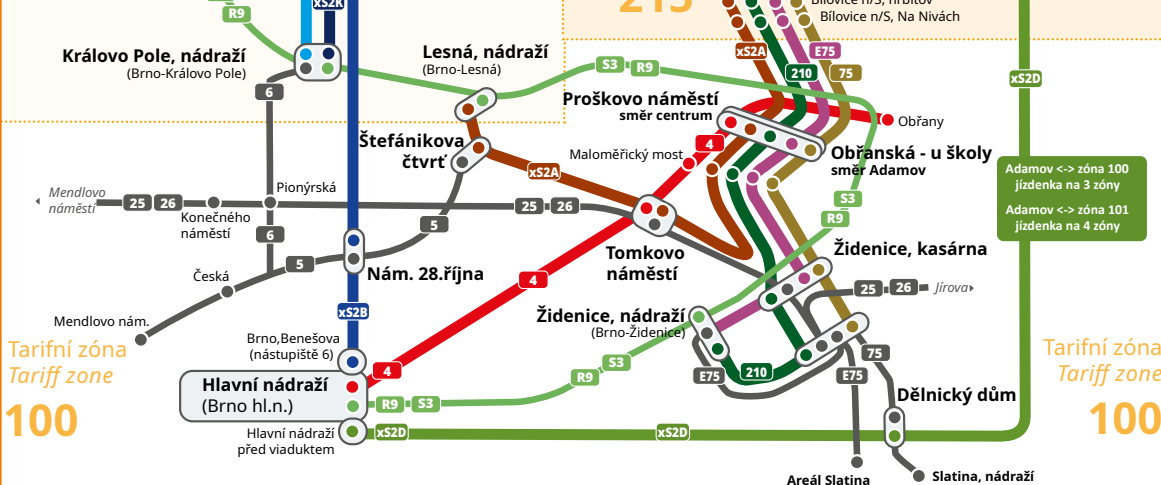 xS2K
R9
215
Bílovice n/S, hřbitov
Bílovice n/S, Na Nivách
Královo Pole, nádraží
(Brno-Královo Pole)
Lesná, nádraží
(Brno-Lesná)
S3
R9
xS2A
E75
210
75
xS2D
6
Proškovo náměstí
směr centrum
Obřany
4
Štefánikova
čtvrť
Maloměřický most
Obřanská - u školy
směr Adamov
xS2A
Adamov <-> zóna 100
jízdenka na 3 zóny
Adamov <-> zóna 101
jízdenka na 4 zóny
Mendlovo
náměstí
25
26
Pionýrská
Konečného
náměstí
25
26
S3
R9
6
5
Tomkovo
náměstí
Židenice, kasárna
5
Nám. 28.října
Česká
4
25
26
Jírova
Mendlovo nám.
xS2B
Židenice, nádraží
(Brno-Židenice)
Brno,Benešova
(nástupiště 6)
Tarifní zóna
Tariff zone
100
4
S3
R9
E75
210
75
E75
Tarifní zóna
Tariff zone
100
Hlavní nádraží
(Brno hl.n.)
R9
S3
Dělnický dům
Hlavní nádraží
před viaduktem
xS2D
xS2D
Areál Slatina
Slatina, nádraží